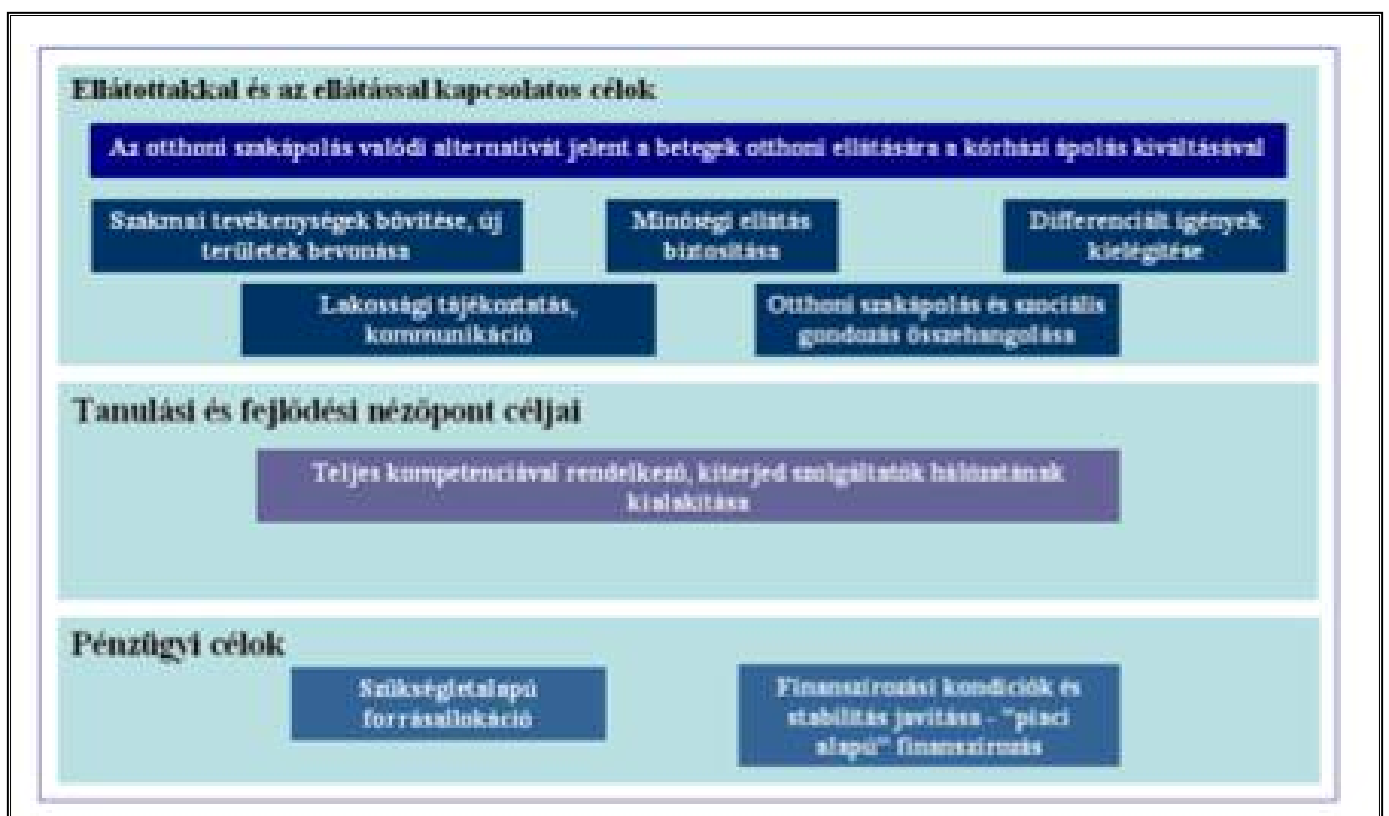 Ellátottakkal és az ellátással kapcsolatos célok
Az otthoni szakápolás valódi alternatívát jelent a betegek otthoni ellátására a kórházi ápolás kiváltásával
Szakmai tevékenységek bővítése, új
területek bevonása
Minőségi ellátás
biztosítása
Differenciált igények
kielégítése
Lakossági tájékoztatás,
kommunikáció
Otthoni szakápolás és szociális
gondozás összehangolása
Tanulási és fejlődési nézőpont céljai
Teljes kompetenciával rendelkező, kiterjed szolgáltatók hálózatának
kialakítása
Pénzügyi célok
Szükségletalapú
forrásallokáció
Finanszírozási kondíciók és
stabilitás javítása - "piaci
alapú" finanszírozás